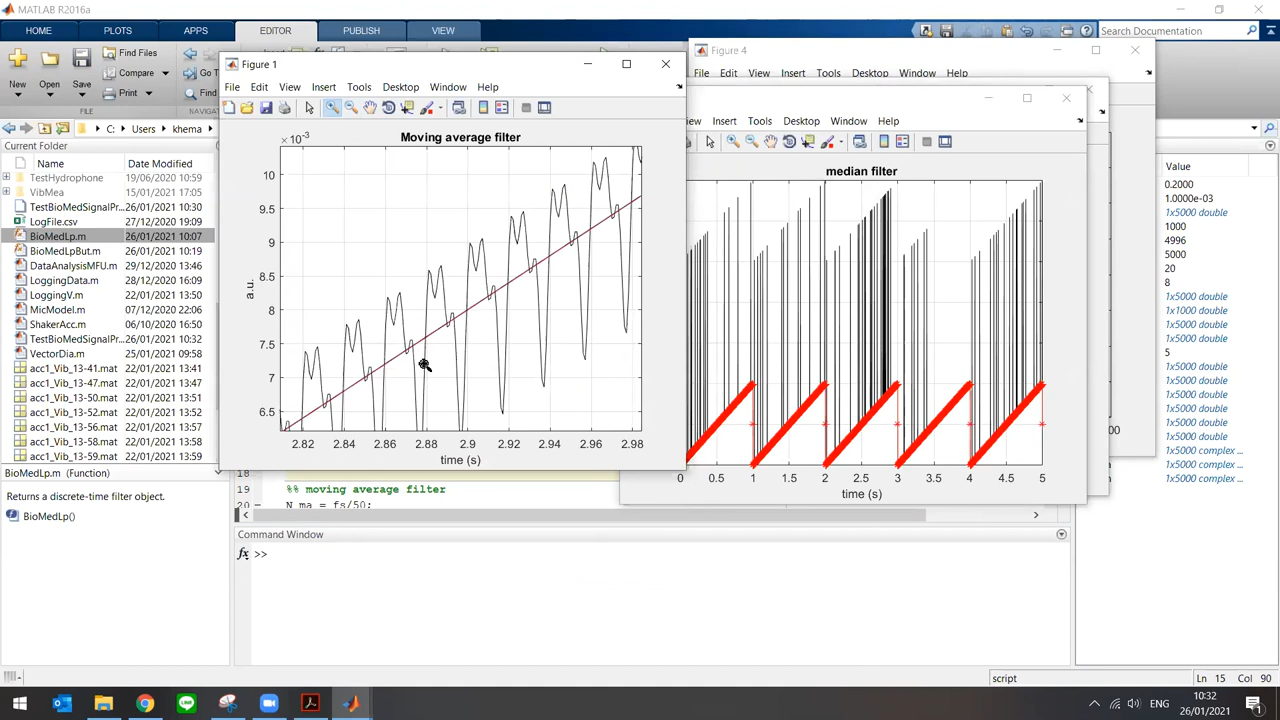 MATLAB R2016a
HOME PLOTS APPS EDITOR PUBLISH VIEW
Search Documentation
New Open Save
Find Files
Compare
Print
Go T
Find
FILE
NAVIGA
C: Users khema
Current Folder
Name Date Modified
TestHydrophone 19/06/2020 10:59
VibMea 15/01/2021 17:05
TestBioMedSignalPr... 26/01/2021 10:30
LogFile.csv 27/12/2020 19:09
BioMedLp.m 26/01/2021 10:07
BioMedLpBut.m 26/01/2021 10:19
DataAnalysisMFU.m 29/12/2020 13:46
LoggingData.m 28/12/2020 16:09
LoggingV.m 22/01/2021 13:50
MicModel.m 07/12/2020 22:06
ShakerAcc.m 06/10/2020 16:50
TestBioMedSignalPr... 26/01/2021 10:32
VectorDia.m 25/01/2021 09:58
acc1_Vib_13-41.mat 22/01/2021 13:41
acc1_Vib_13-47.mat 22/01/2021 13:47
acc1_Vib_13-50.mat 22/01/2021 13:51
acc1_Vib_13-52.mat 22/01/2021 13:52
acc1_Vib_13-56.mat 22/01/2021 13:57
acc1_Vib_13-58.mat 22/01/2021 13:58
acc1_Vib_13-59.mat 22/01/2021 13:59
BioMedLp.m (Function)
Returns a discrete-time filter object.
BioMedLp()
Figure 1
File Edit View Insert Tools Desktop Window Help
Moving average filter
×10-3
10
9.5
9
8.5
8
7.5
7
6.5
a.u.
2.82 2.84 2.86 2.88 2.9 2.92 2.94 2.96 2.98
time (s)
Figure 4
File Edit View Insert Tools Desktop Window Help
ew Insert Tools Desktop Window Help
median filter
0 0.5 1 1.5 2 2.5 3 3.5 4 4.5 5
time (s)
00
18
19 %% moving average filter
20 N_ma = fs/50;
Command Window
fx >>
Value
0.2000
1.0000e-03
1x5000 double
1000
4996
5000
20
8
1x5000 double
1x1000 double
1x5000 double
1x5000 double
5
1x5000 double
1x5000 double
1x5000 double
1x5000 double
1x5000 double
1x5000 double
1x5000 complex ...
1x5000 complex ...
1x5000 complex ...
script Ln 15 Col 90
ENG
10:32
26/01/2021